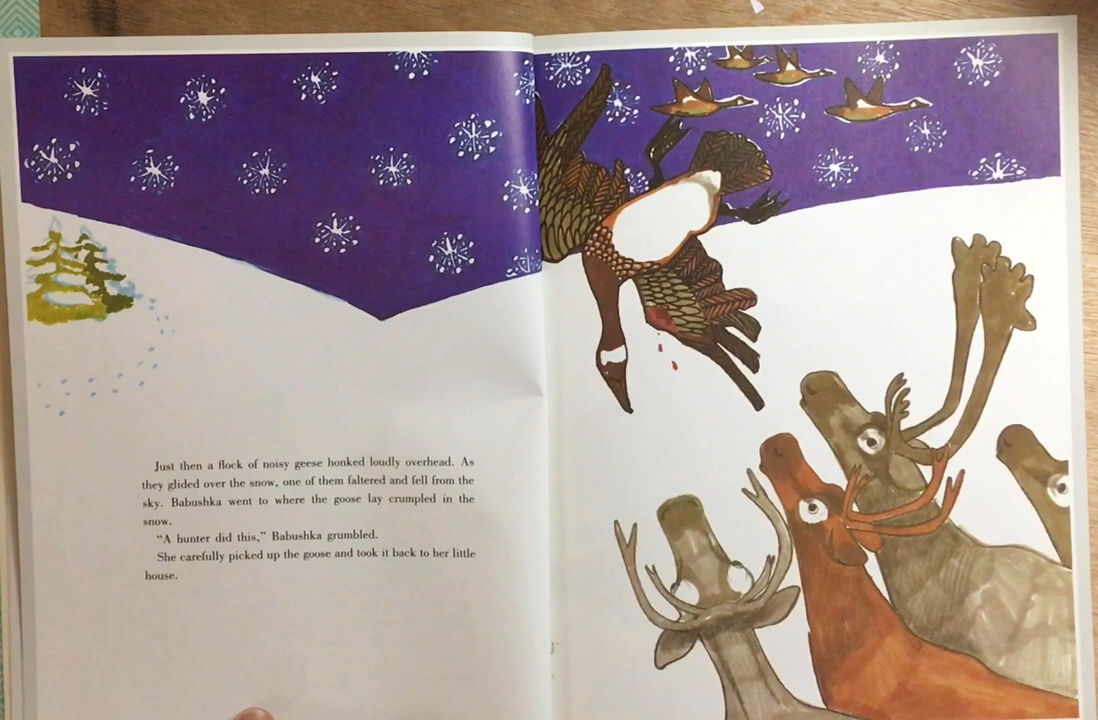 Just then a flock of noisy geese honked loudly overhead. As
they glided over the snow, one of them faltered and fell from the
sky. Babushka went to where the goose lay crumpled in the
snow.
“A hunter did this,” Babushka grumbled.
She carefully picked up the goose and took it back to her little
house.